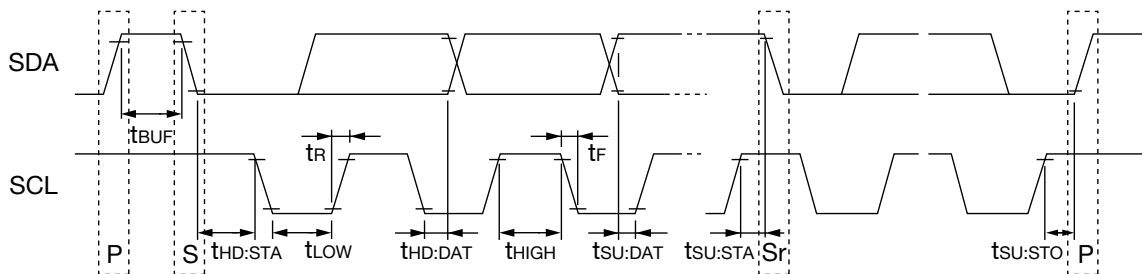 SDA
tBUF
tR
tF
SCL
P
S
tHD:STA
tLOW
tHD:DAT
tHIGH
tSU:DAT
tSU:STA
Sr
tSU:STO
P